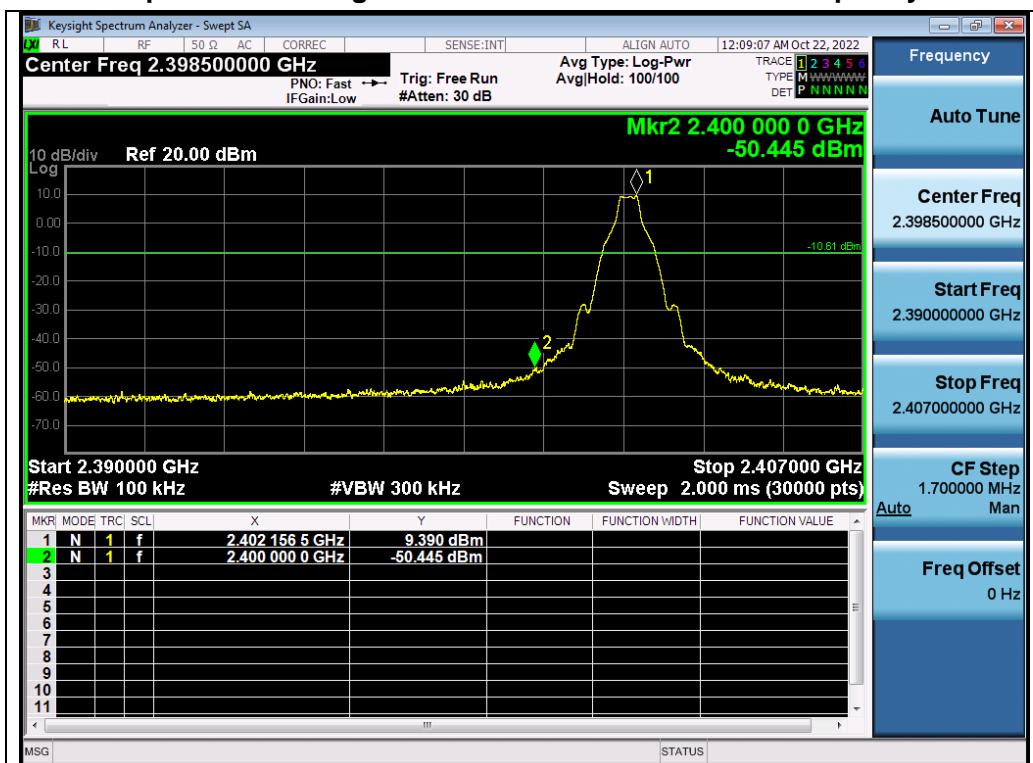 Keysight Spectrum Analyzer - Swept SA
LXI RL RF 50 Ω AC CORREC SENSE:INT ALIGN AUTO 12:09:07 AM Oct 22, 2022
Center Freq 2.398500000 GHz
PNO: Fast
IFGain:Low
Trig: Free Run
#Atten: 30 dB
Avg Type: Log-Pwr
Avg|Hold: 100/100
TRACE 1 2 3 4 5 6
TYPE M WWWWW
DET P N N N N N
Mkr2 2.400 000 0 GHz
-50.445 dBm
10 dB/div Ref 20.00 dBm
Log
10.0
0.00
-10.0
-20.0
-30.0
-40.0
-50.0
-60.0
-70.0
1
-10.61 dBm
2
Start 2.390000 GHz Stop 2.407000 GHz
#Res BW 100 kHz #VBW 300 kHz Sweep 2.000 ms (30000 pts)
MKR MODE TRC SCL X Y FUNCTION FUNCTION WIDTH FUNCTION VALUE
1 N 1 f 2.402 156 5 GHz 9.390 dBm
2 N 1 f 2.400 000 0 GHz -50.445 dBm
3
4
5
6
7
8
9
10
11
MSG STATUS
Frequency
Auto Tune
Center Freq
2.398500000 GHz
Start Freq
2.390000000 GHz
Stop Freq
2.407000000 GHz
CF Step
1.700000 MHz
Auto Man
Freq Offset
0 Hz